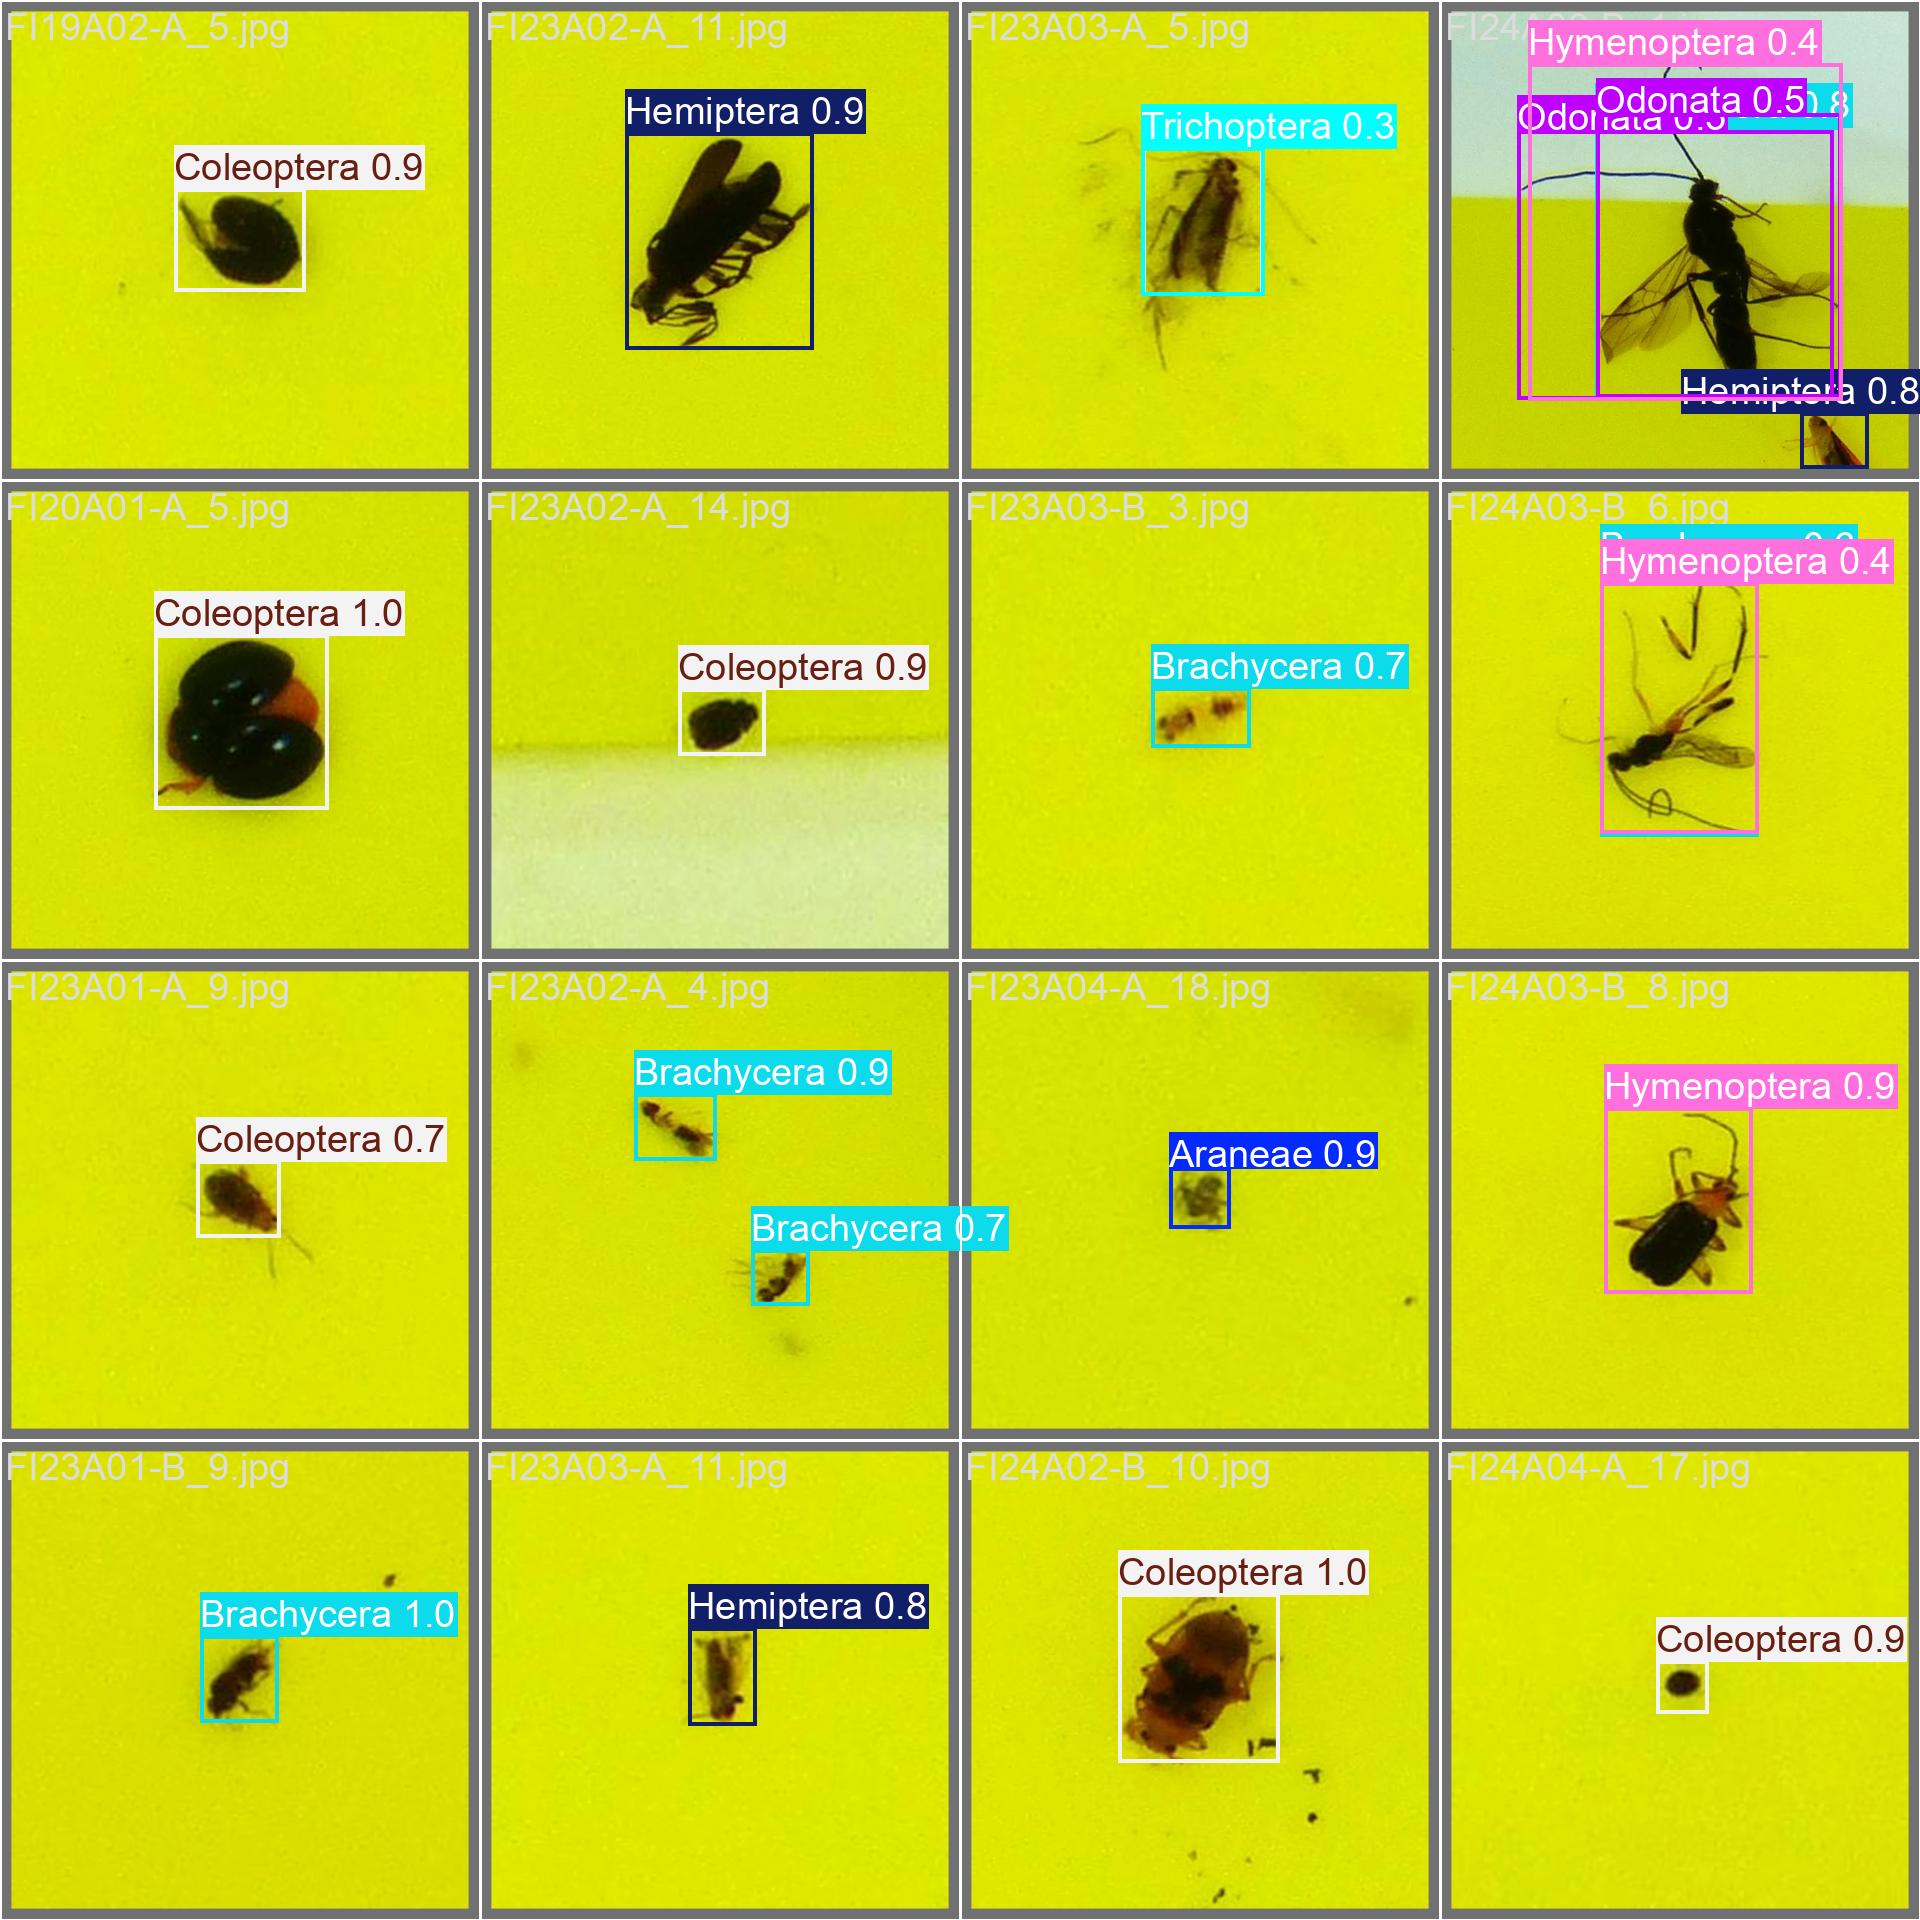 FI19A02-A_5.jpg
Coleoptera 0.9
FI23A02-A_11.jpg
Hemiptera 0.9
FI23A03-A_5.jpg
Trichoptera 0.3
Hymenoptera 0.4
Odonata 0.5
0.8
Odonata 0.3
Hemiptera 0.8
FI20A01-A_5.jpg
Coleoptera 1.0
FI23A02-A_14.jpg
Coleoptera 0.9
FI23A03-B_3.jpg
Brachycera 0.7
FI24A03-B_6.jpg
Hymenoptera 0.4
FI23A01-A_9.jpg
Coleoptera 0.7
FI23A02-A_4.jpg
Brachycera 0.9
Brachycera 0.7
FI23A04-A_18.jpg
Araneae 0.9
FI24A03-B_8.jpg
Hymenoptera 0.9
FI23A01-B_9.jpg
Brachycera 1.0
FI23A03-A_11.jpg
Hemiptera 0.8
FI24A02-B_10.jpg
Coleoptera 1.0
FI24A04-A_17.jpg
Coleoptera 0.9